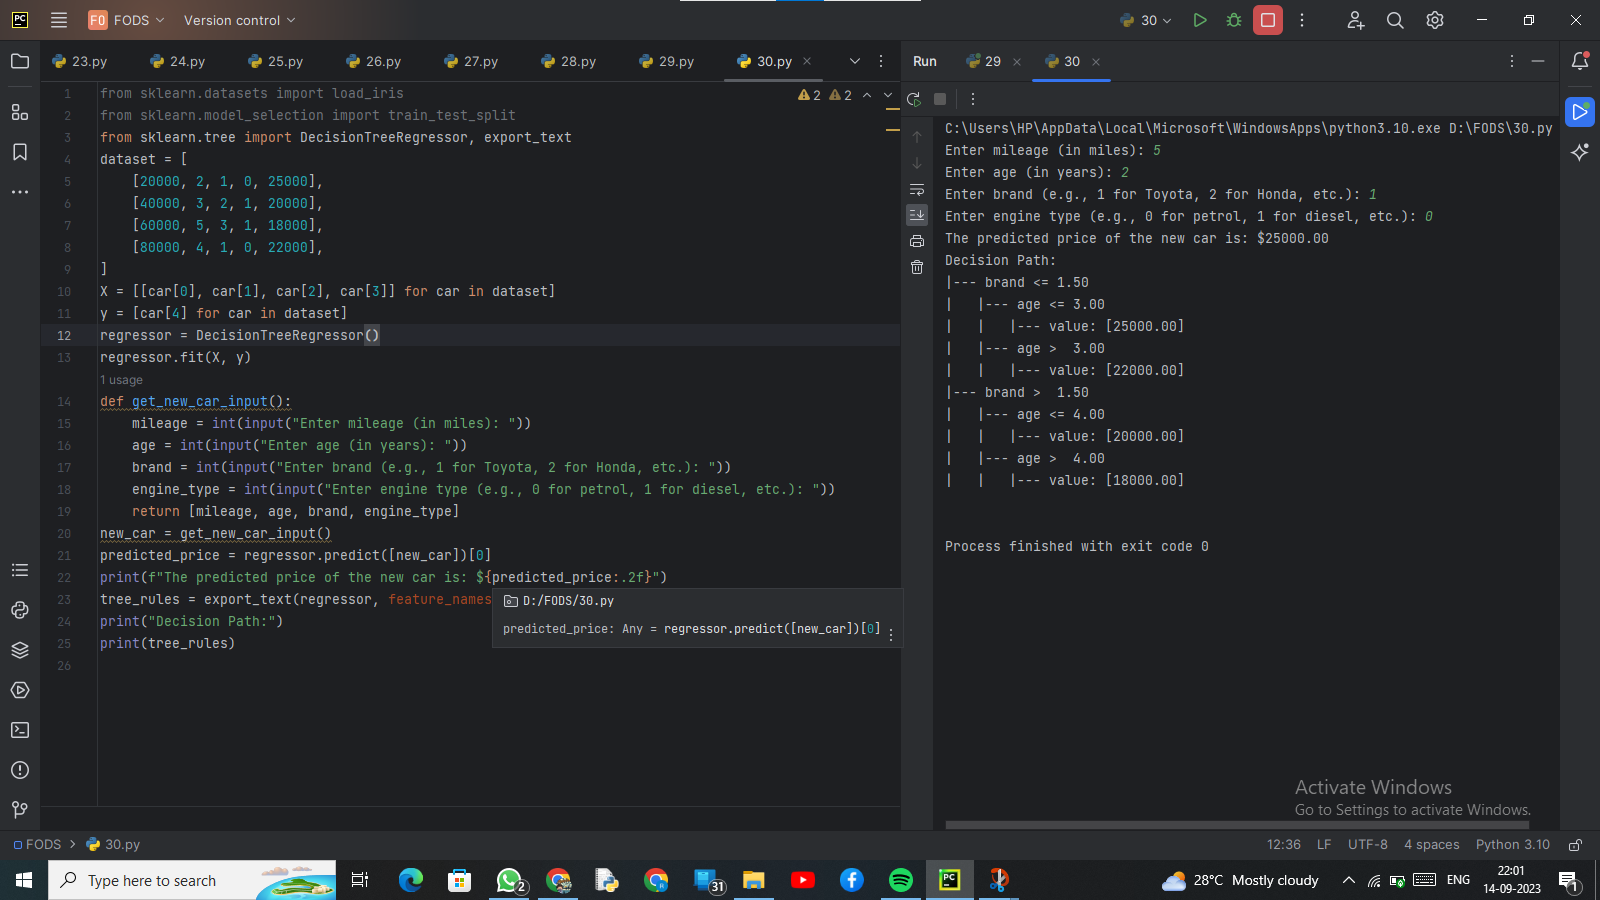 PC FO FODS Version control 30
23.py 24.py 25.py 26.py 27.py 28.py 29.py 30.py Run 29 30
2 2
1 from sklearn.datasets import load_iris
2 from sklearn.model_selection import train_test_split
3 from sklearn.tree import DecisionTreeRegressor, export_text
4 dataset = [
5 [20000, 2, 1, 0, 25000],
6 [40000, 3, 2, 1, 20000],
7 [60000, 5, 3, 1, 18000],
8 [80000, 4, 1, 0, 22000],
9 ]
10 X = [[car[0], car[1], car[2], car[3]] for car in dataset]
11 y = [car[4] for car in dataset]
12 regressor = DecisionTreeRegressor()
13 regressor.fit(X, y)
1 usage
14 def get_new_car_input():
15 mileage = int(input("Enter mileage (in miles): "))
16 age = int(input("Enter age (in years): "))
17 brand = int(input("Enter brand (e.g., 1 for Toyota, 2 for Honda, etc.): "))
18 engine_type = int(input("Enter engine type (e.g., 0 for petrol, 1 for diesel, etc.): "))
19 return [mileage, age, brand, engine_type]
20 new_car = get_new_car_input()
21 predicted_price = regressor.predict([new_car])[0]
22 print(f"The predicted price of the new car is: ${predicted_price:.2f}")
23 tree_rules = export_text(regressor, feature_names
24 print("Decision Path:")
25 print(tree_rules)
26
D:/FODS/30.py
predicted_price: Any = regressor.predict([new_car])[0]
C:\Users\HP\AppData\Local\Microsoft\WindowsApps\python3.10.exe D:\FODS\30.py
Enter mileage (in miles): 5
Enter age (in years): 2
Enter brand (e.g., 1 for Toyota, 2 for Honda, etc.): 1
Enter engine type (e.g., 0 for petrol, 1 for diesel, etc.): 0
The predicted price of the new car is: $25000.00
Decision Path:
|--- brand <= 1.50
|   |--- age <= 3.00
|   |   |--- value: [25000.00]
|   |--- age >  3.00
|   |   |--- value: [22000.00]
|--- brand >  1.50
|   |--- age <= 4.00
|   |   |--- value: [20000.00]
|   |--- age >  4.00
|   |   |--- value: [18000.00]
Process finished with exit code 0
Activate Windows
Go to Settings to activate Windows.
FODS > 30.py 12:36 LF UTF-8 4 spaces Python 3.10
Type here to search 2 31 PC 28°C Mostly cloudy ENG 22:01
14-09-2023 1